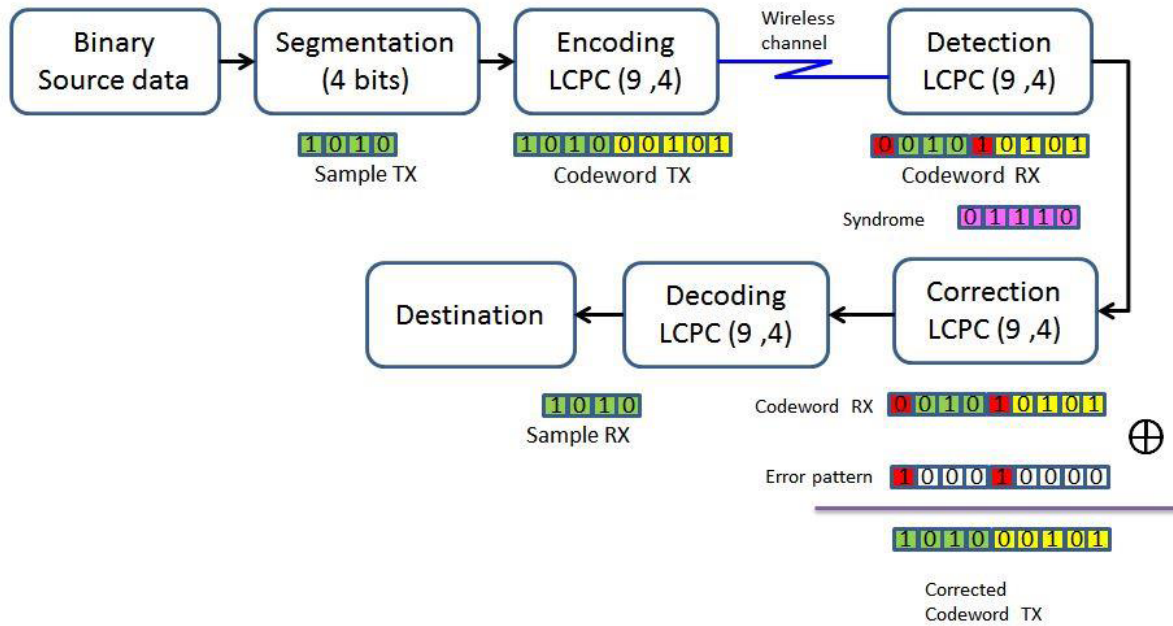 Binary
Source data
Segmentation
(4 bits)
Encoding
LCPC (9 ,4)
Wireless
channel
Detection
LCPC (9 ,4)
1 0 1 0
Sample TX
1 0 1 0 0 0 1 0 1
Codeword TX
0 0 1 0 1 0 1 0 1
Codeword RX
Syndrome
0 1 1 1 0
Destination
Decoding
LCPC (9 ,4)
Correction
LCPC (9 ,4)
1 0 1 0
Sample RX
Codeword RX
0 0 1 0 1 0 1 0 1
⊕
Error pattern
1 0 0 0 1 0 0 0 0
1 0 1 0 0 0 1 0 1
Corrected
Codeword TX